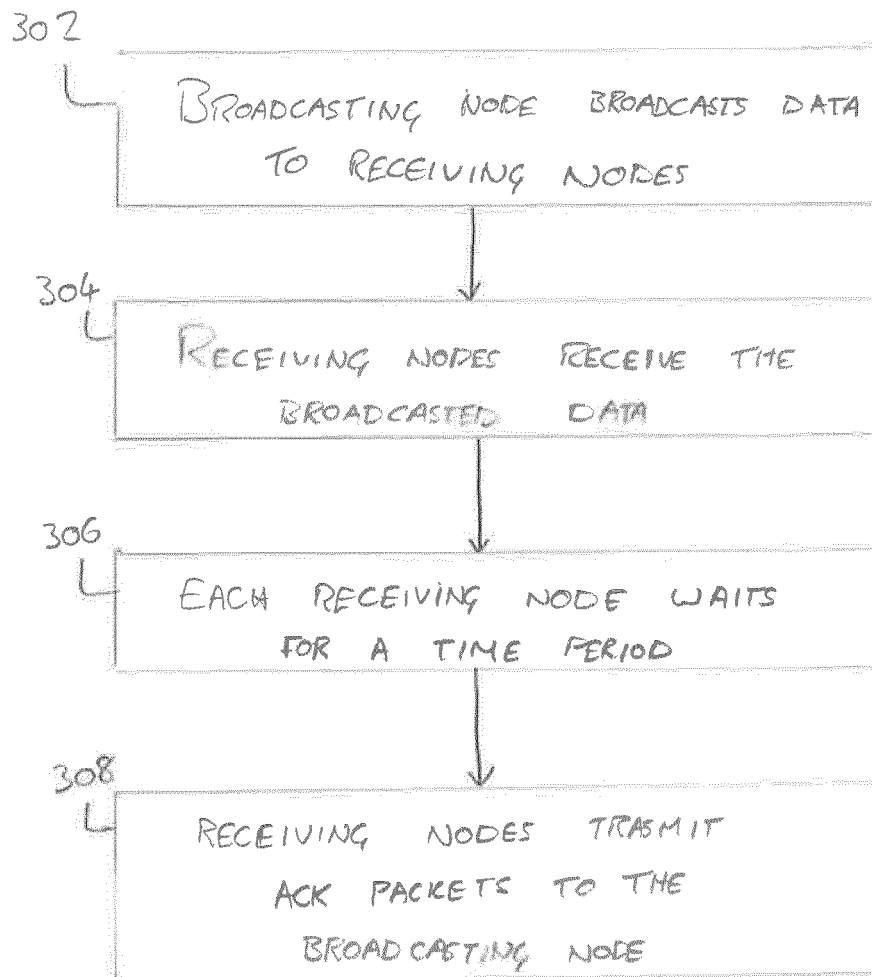 302
BROADCASTING NODE BROADCASTS DATA
TO RECEIVING NODES
304
RECEIVING NODES RECEIVE THE
BROADCASTED DATA
306
EACH RECEIVING NODE WAITS
FOR A TIME PERIOD
308
RECEIVING NODES TRASMIT
ACK PACKETS TO THE
BROADCASTING NODE